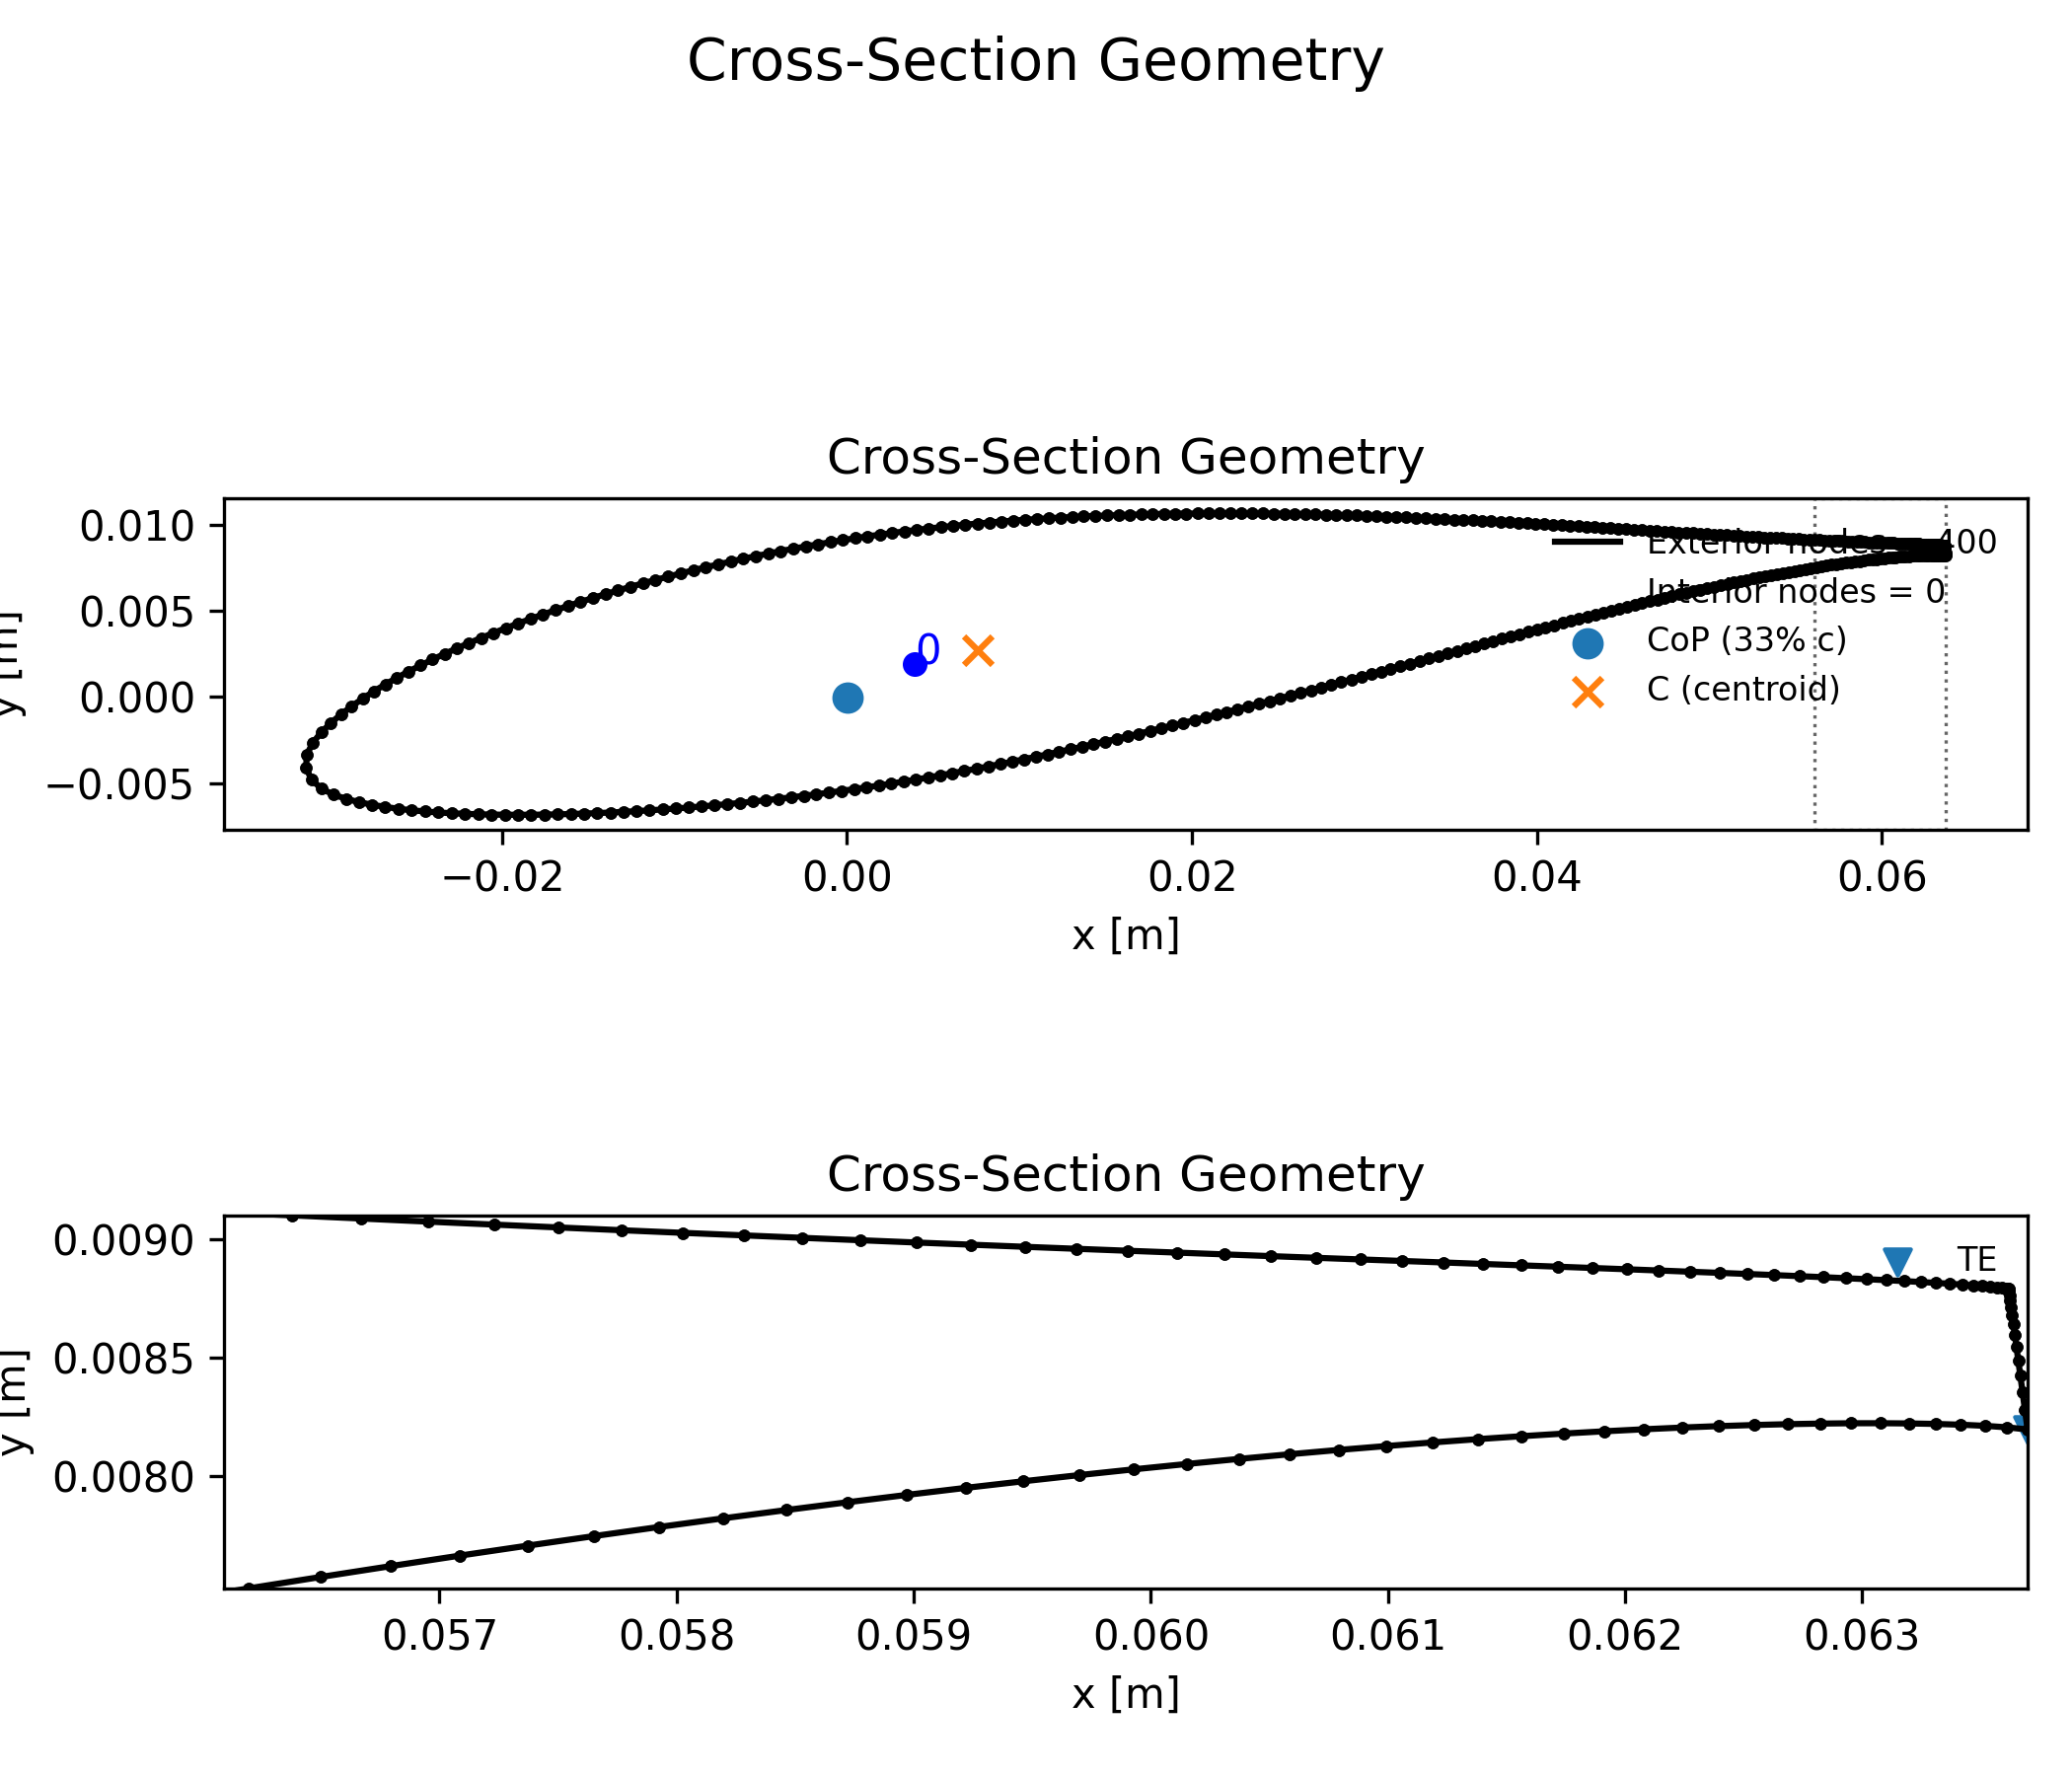 Cross-Section Geometry
Cross-Section Geometry
0.010
0.005
0.000
−0.005
y [m]
0
Exterior nodes = 400
Interior nodes = 0
CoP (33% c)
C (centroid)
−0.02 0.00 0.02 0.04 0.06
x [m]
Cross-Section Geometry
0.0090
0.0085
0.0080
y [m]
TE
0.057 0.058 0.059 0.060 0.061 0.062 0.063
x [m]